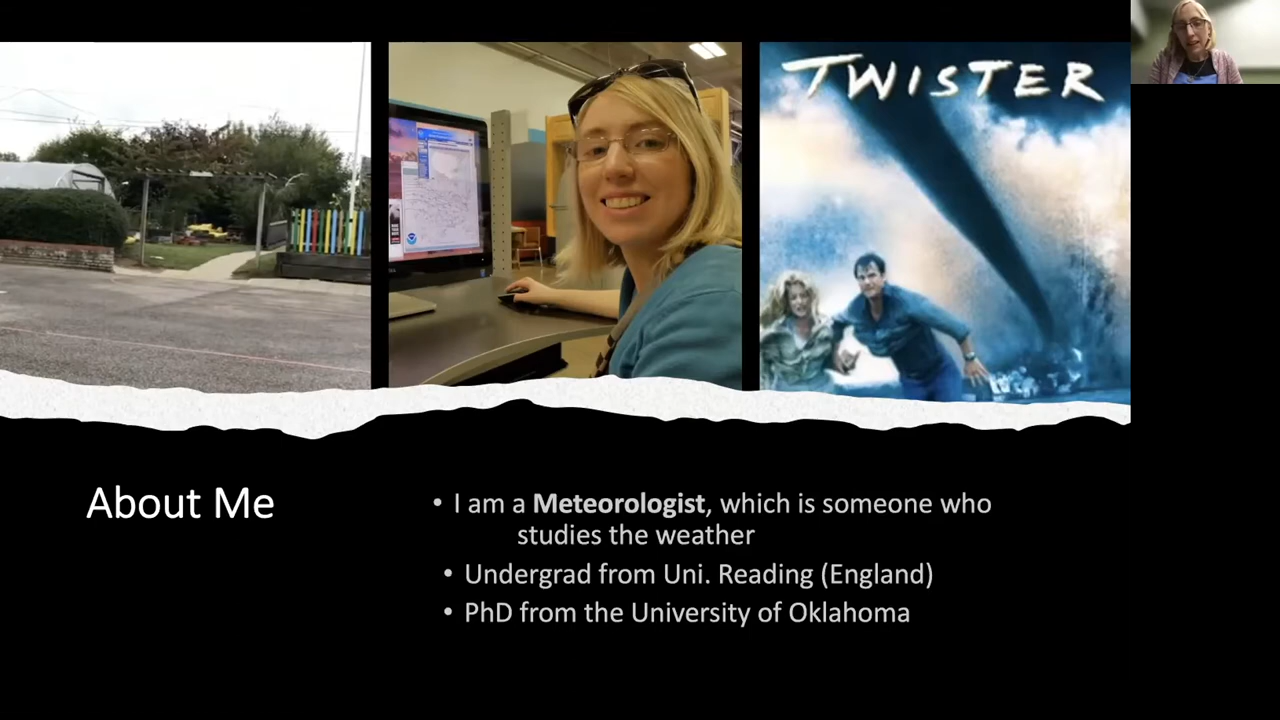 TWISTER
About Me
• I am a Meteorologist, which is someone who
studies the weather
• Undergrad from Uni. Reading (England)
• PhD from the University of Oklahoma